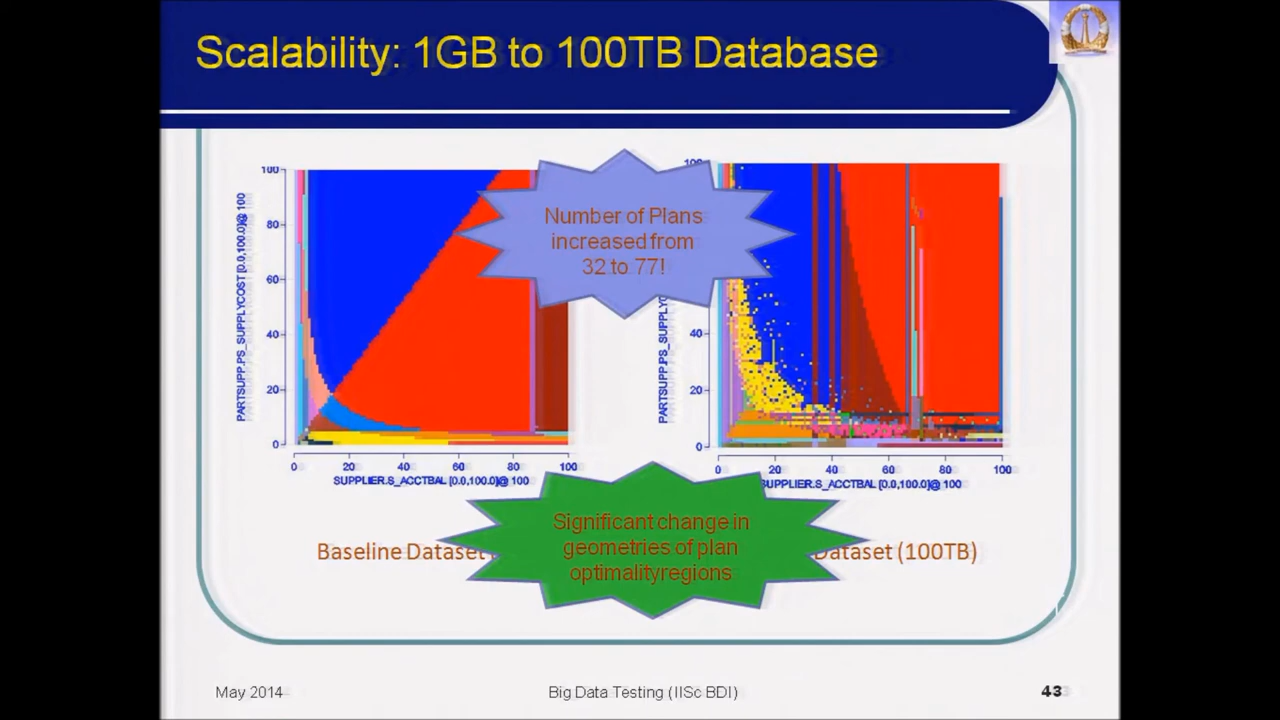 Scalability: 1GB to 100TB Database
100
80
60
40
20
0
PARTSUPP.PS_SUPPLYCOST [0.0,100.0]@ 100
0 20 40 60 80 100
SUPPLIER.S_ACCTBAL [0.0,100.0]@ 100
Number of Plans
increased from
32 to 77!
100
40
20
0
0 20 40 60 80 100
SUPPLIER.S_ACCTBAL [0.0,100.0]@ 100
Significant change in
geometries of plan
optimalityregions
Baseline Dataset
Dataset (100TB)
May 2014
Big Data Testing (IISc BDI)
43